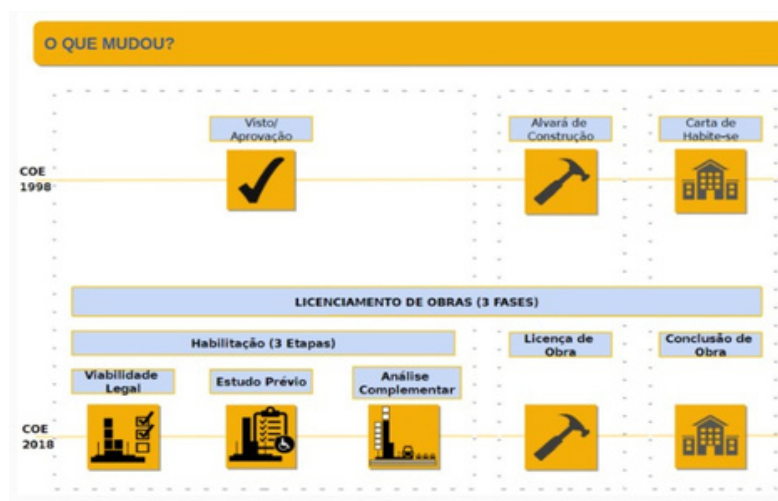 O QUE MUDOU?
Visto/
Aprovação
Alvará de
Construção
Carta de
Habite-se
COE
1998
LICENCIAMENTO DE OBRAS (3 FASES)
Habilitação (3 Etapas)
Licença de
Obra
Conclusão de
Obra
Viabilidade
Legal
Estudo Prévio
Análise
Complementar
COE
2018